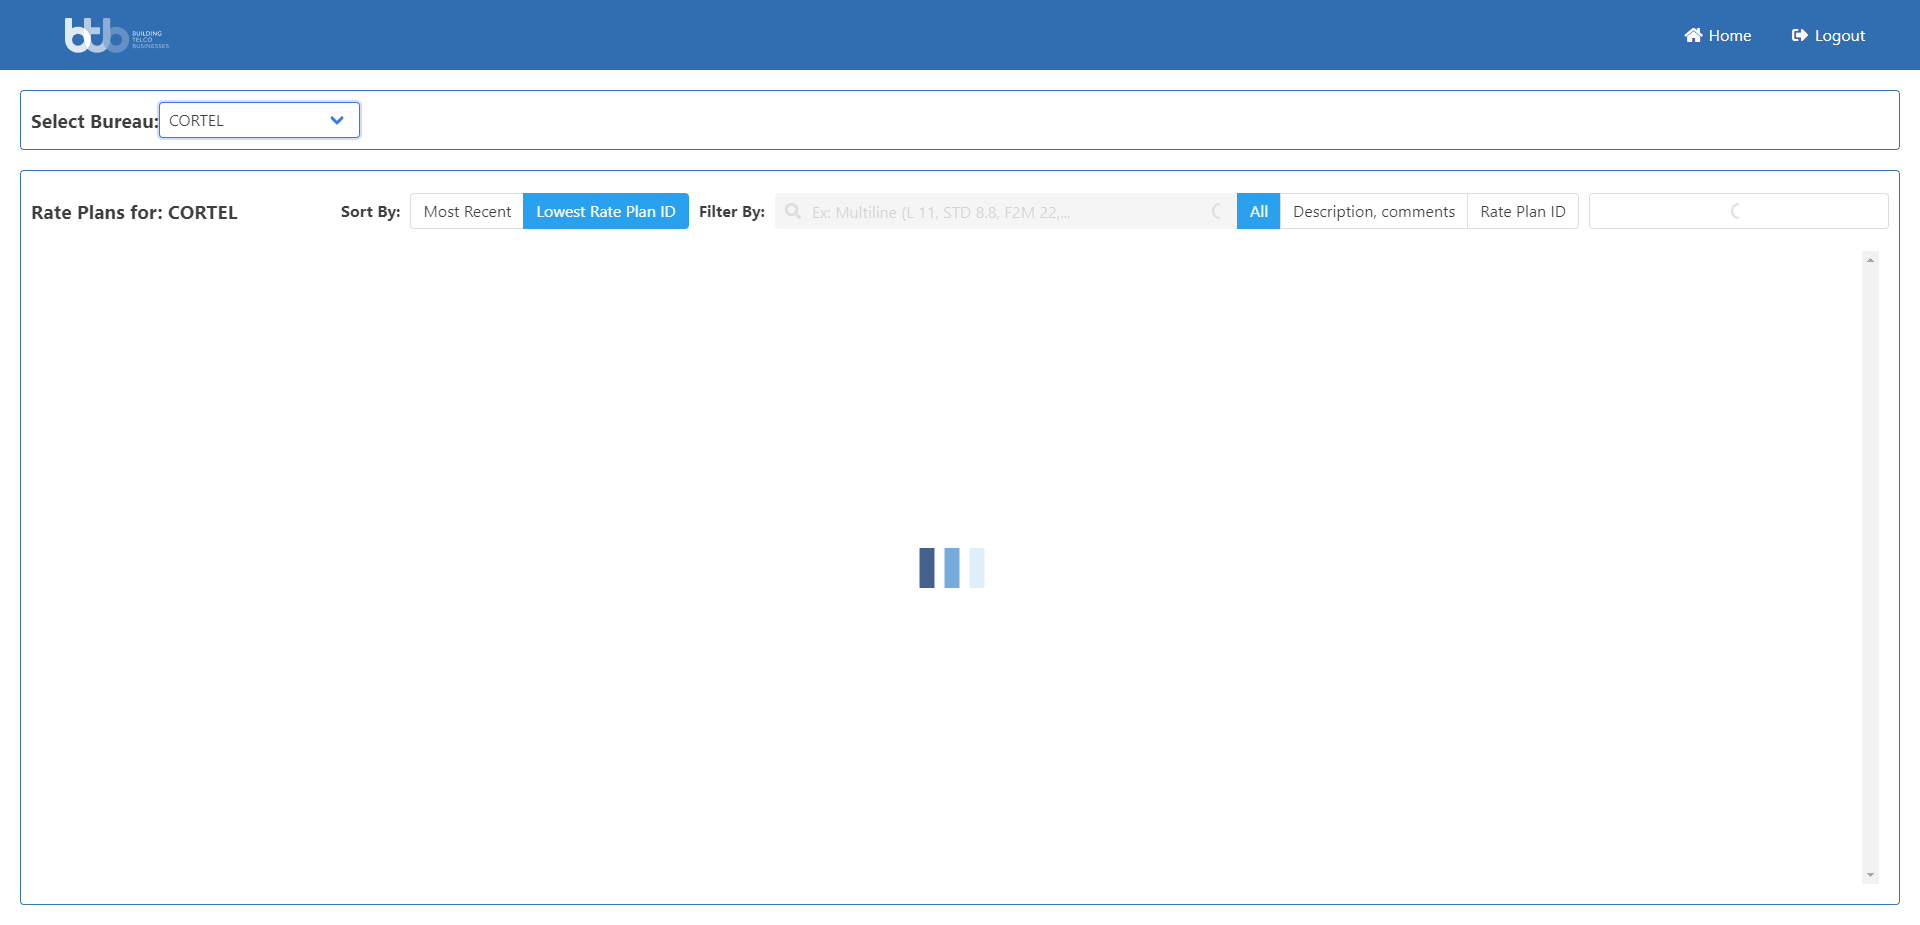 btb BUILDING
TELCO
BUSINESSES
Home
Logout
Select Bureau: CORTEL
Rate Plans for: CORTEL
Sort By: Most Recent Lowest Rate Plan ID Filter By: Ex: Multiline (L 11, STD 8.8, F2M 22,... All Description, comments Rate Plan ID